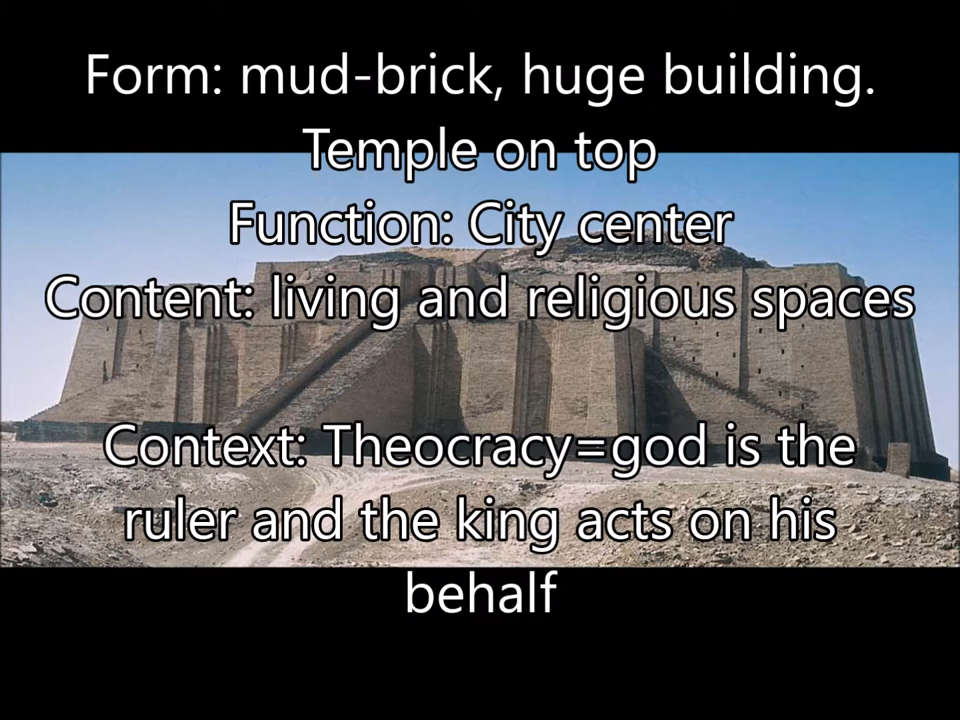 Form: mud-brick, huge building.
Temple on top
Function: City center
Content: living and religious spaces
Context: Theocracy=god is the
ruler and the king acts on his
behalf